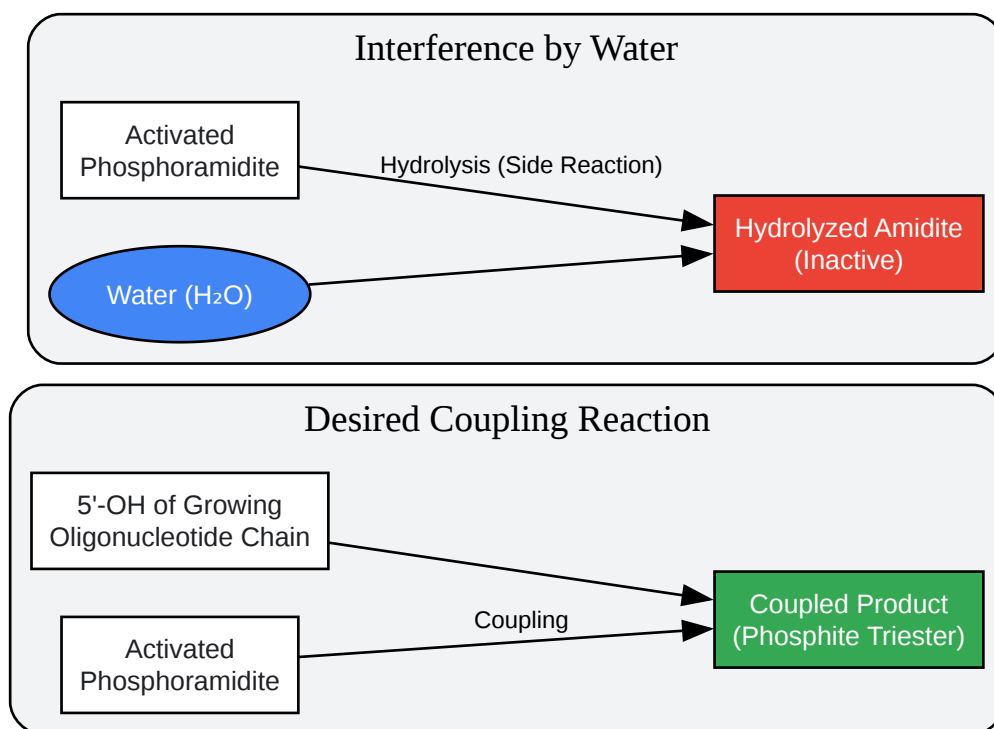 Interference by Water
Activated
Phosphoramidite
Hydrolysis (Side Reaction)
Hydrolyzed Amidite
(Inactive)
Water (H₂O)
Desired Coupling Reaction
5'-OH of Growing
Oligonucleotide Chain
Coupling
Coupled Product
(Phosphite Triester)
Activated
Phosphoramidite